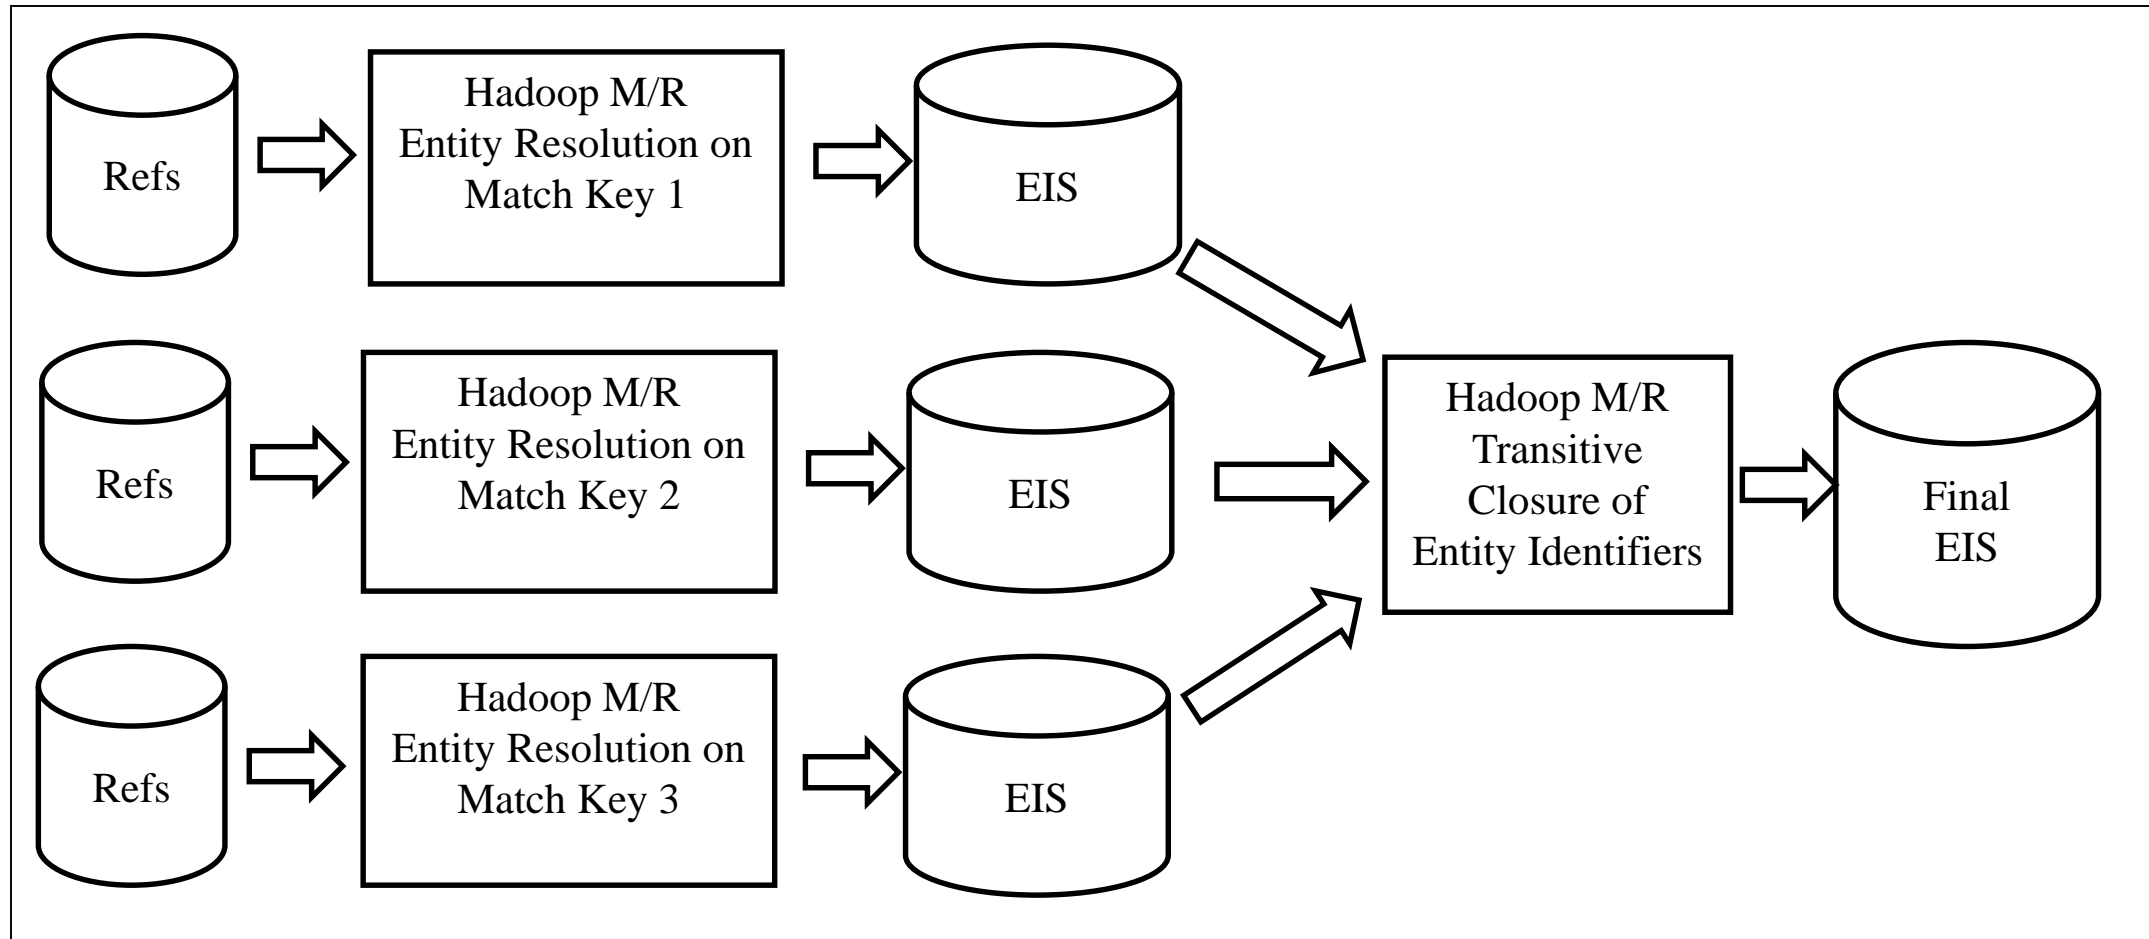 Refs
Hadoop M/R
Entity Resolution on
Match Key 1
EIS
Refs
Hadoop M/R
Entity Resolution on
Match Key 2
EIS
Hadoop M/R
Transitive
Closure of
Entity Identifiers
Final
EIS
Refs
Hadoop M/R
Entity Resolution on
Match Key 3
EIS